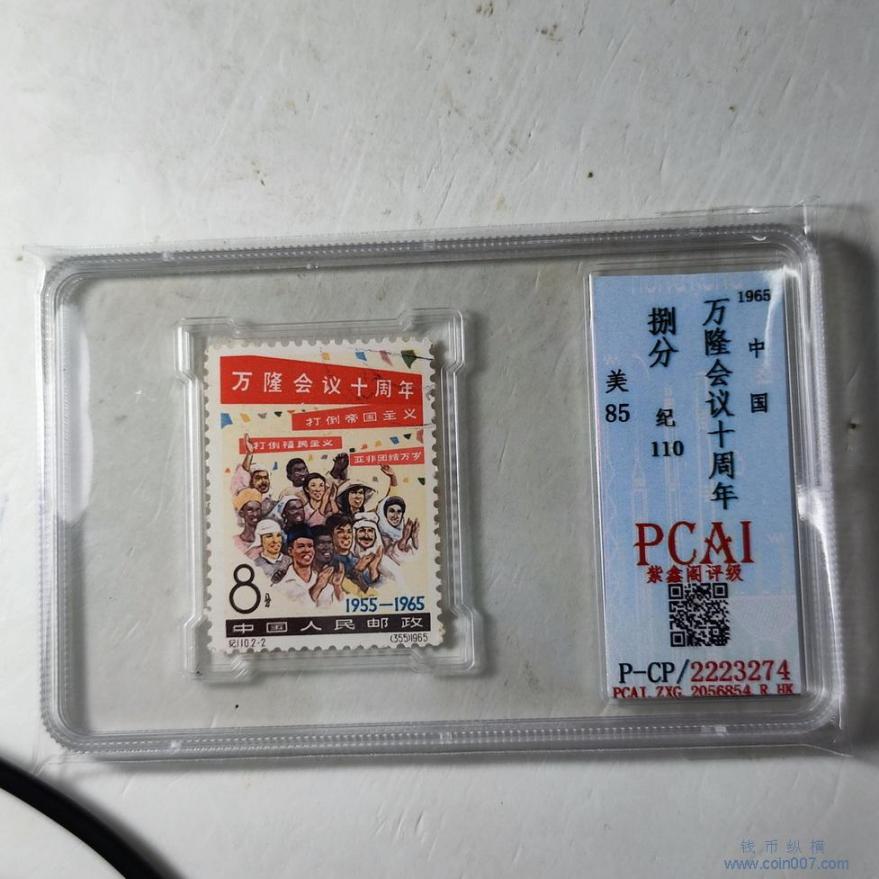 万隆会议十周年
打倒帝国主义
打倒殖民主义
亚非团结万岁
8分
1955—1965
中国人民邮政
纪110.2-2
(355)1965
1965
中国
万隆会议十周年
捌分
纪
110
美
85
PCAI
紫鑫阁评级
P-CP/2223274
PCAI ZXG 2056854 R HK
钱币纵横
www.coin007.com